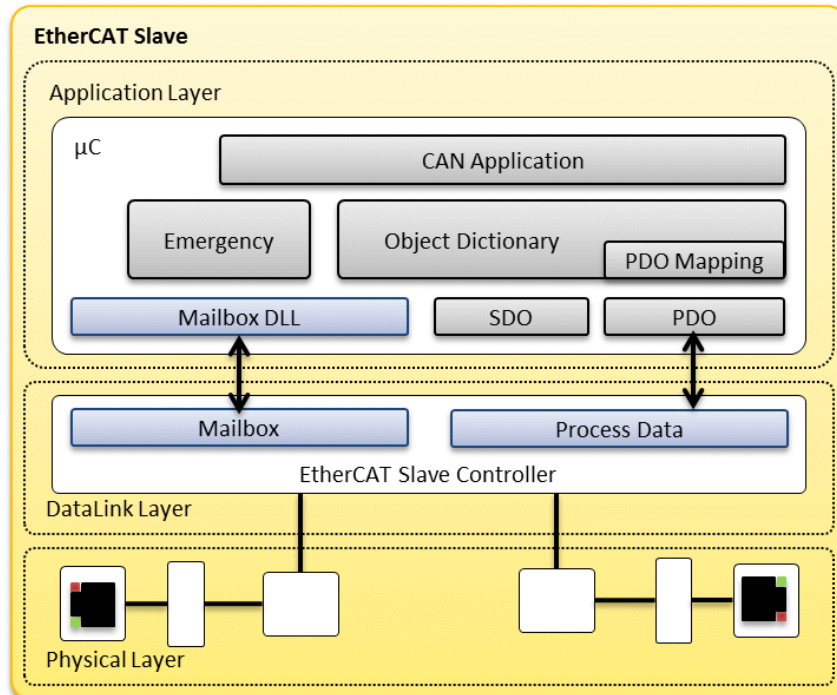 EtherCAT Slave
Application Layer
µC
CAN Application
Emergency
Object Dictionary
PDO Mapping
Mailbox DLL
SDO
PDO
Mailbox
Process Data
EtherCAT Slave Controller
DataLink Layer
Physical Layer